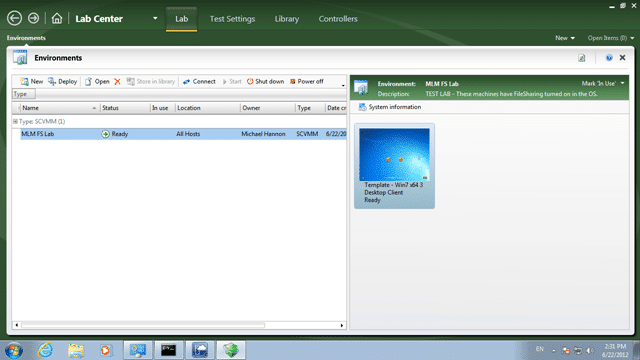 Lab Center
Lab
Test Settings
Library
Controllers
Environments
New
Open Items (0)
Environments
New
Deploy
Open
Store in library
Connect
Start
Shut down
Power off
Type
Name
Status
In use
Location
Owner
Type
Date cr
Type: SCVMM (1)
MLM FS Lab
Ready
All Hosts
Michael Hannon
SCVMM
6/22/20
Environment:
MLM FS Lab
Mark 'In Use'
Description:
TEST LAB - These machines have FileSharing turned on in the OS.
System information
Template - Win7 x64 3
Desktop Client
Ready
EN
2:31 PM
6/22/2012